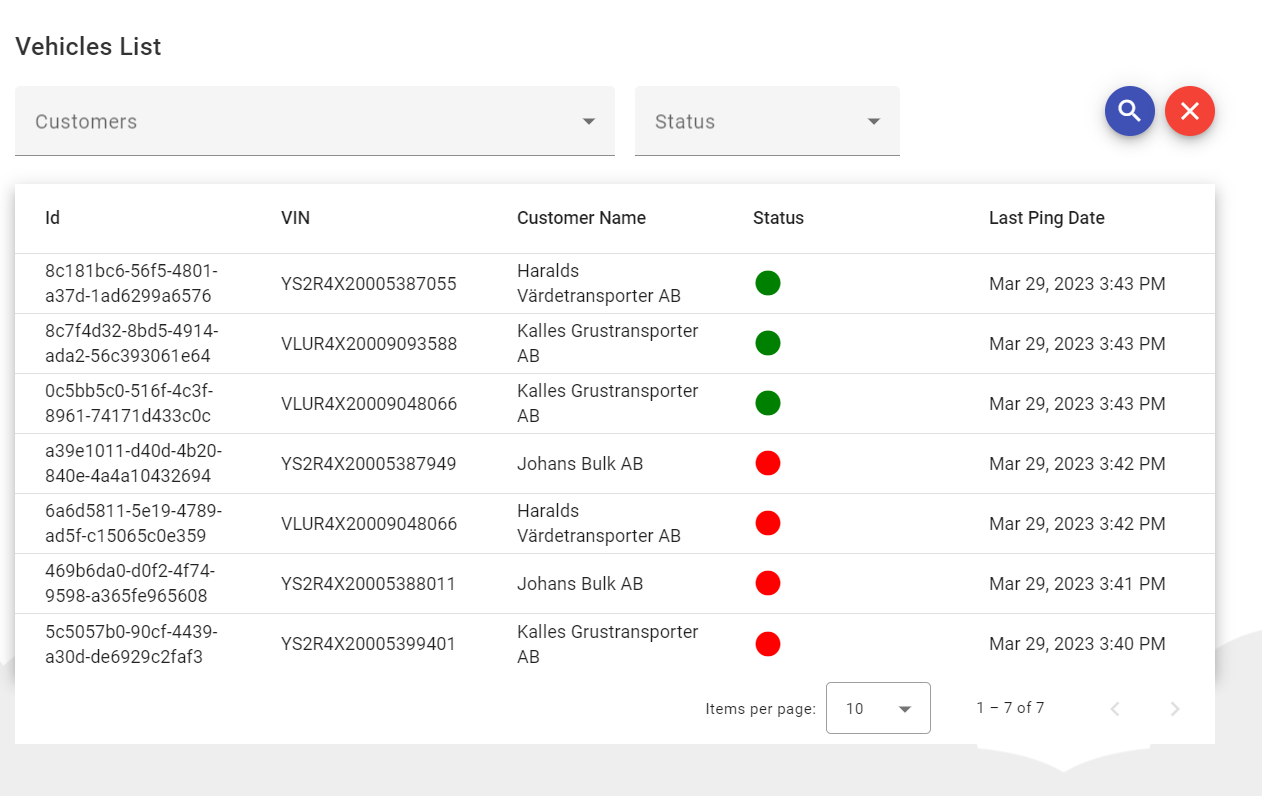 Vehicles List
Customers
Status
Id VIN Customer Name Status Last Ping Date
8c181bc6-56f5-4801-
a37d-1ad6299a6576
YS2R4X20005387055
Haralds
Värdetransporter AB
Mar 29, 2023 3:43 PM
8c7f4d32-8bd5-4914-
ada2-56c393061e64
VLUR4X20009093588
Kalles Grustransporter
AB
Mar 29, 2023 3:43 PM
0c5bb5c0-516f-4c3f-
8961-74171d433c0c
VLUR4X20009048066
Kalles Grustransporter
AB
Mar 29, 2023 3:43 PM
a39e1011-d40d-4b20-
840e-4a4a10432694
YS2R4X20005387949
Johans Bulk AB
Mar 29, 2023 3:42 PM
6a6d5811-5e19-4789-
ad5f-c15065c0e359
VLUR4X20009048066
Haralds
Värdetransporter AB
Mar 29, 2023 3:42 PM
469b6da0-d0f2-4f74-
9598-a365fe965608
YS2R4X20005388011
Johans Bulk AB
Mar 29, 2023 3:41 PM
5c5057b0-90cf-4439-
a30d-de6929c2faf3
YS2R4X20005399401
Kalles Grustransporter
AB
Mar 29, 2023 3:40 PM
Items per page: 10 1 – 7 of 7